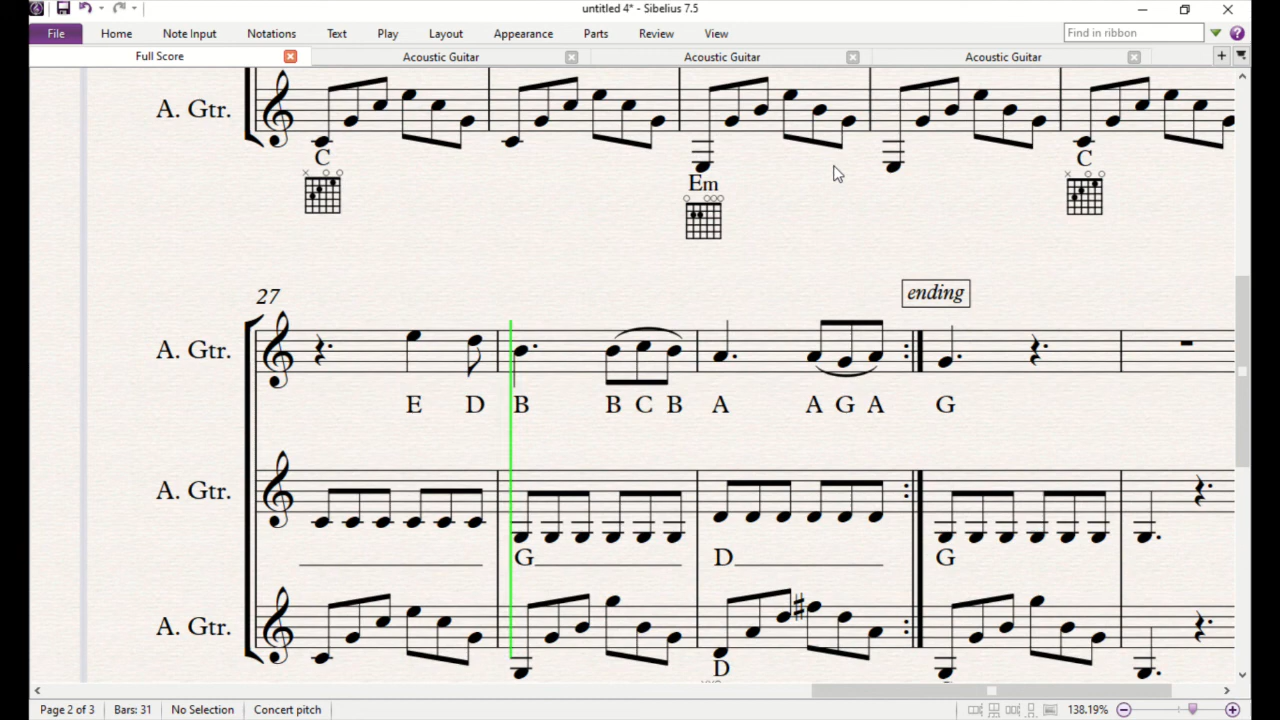 untitled 4* - Sibelius 7.5
File Home Note Input Notations Text Play Layout Appearance Parts Review View Find in ribbon
Full Score Acoustic Guitar Acoustic Guitar Acoustic Guitar
A. Gtr.
C Em C
27 ending
A. Gtr.
E D B B C B A A G A G
A. Gtr.
G D G
A. Gtr.
D
Page 2 of 3 Bars: 31 No Selection Concert pitch 138.19%